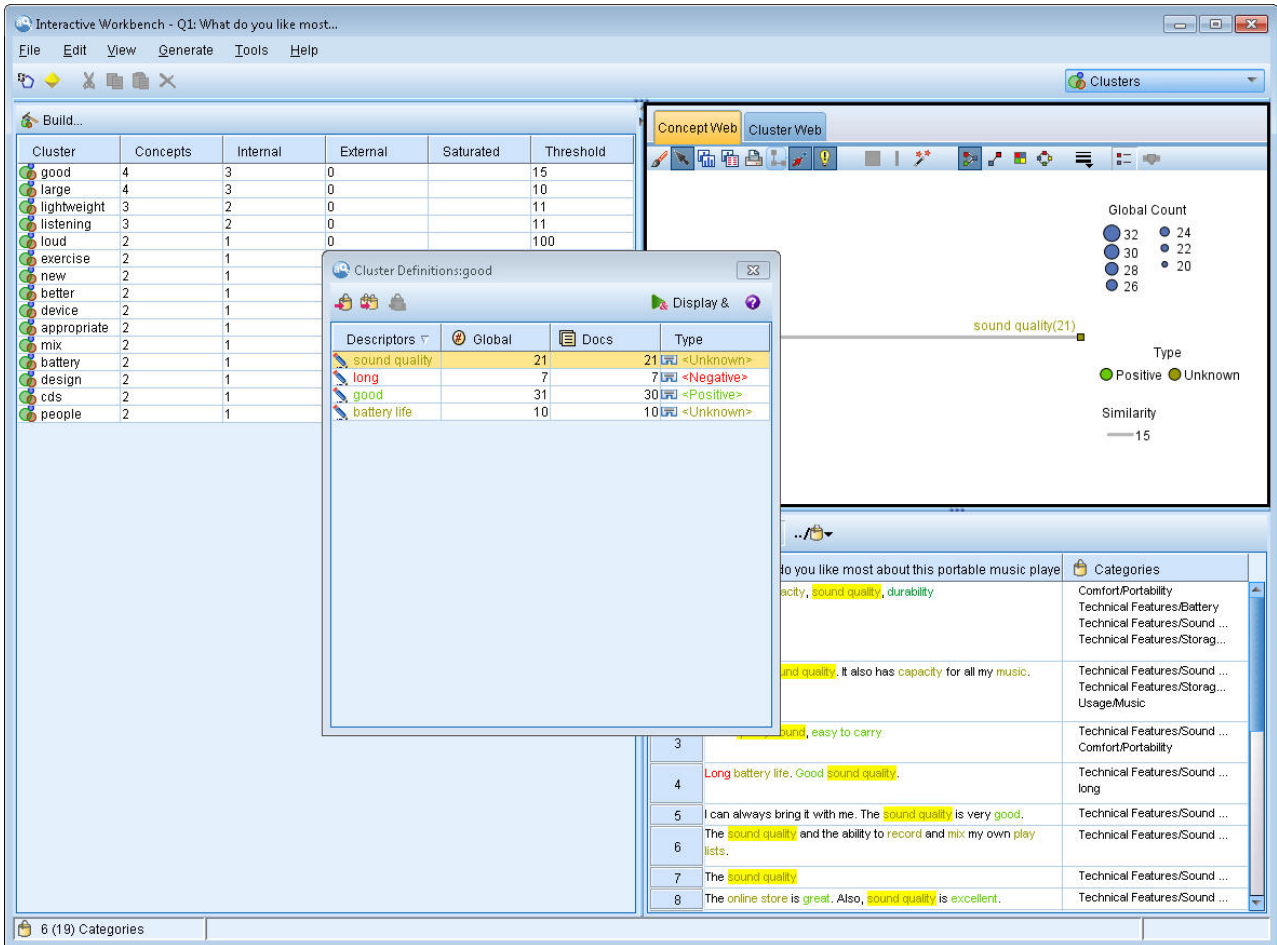 Interactive Workbench - Q1: What do you like most...
File Edit View Generate Tools Help
Clusters
Build...
Cluster Concepts Internal External Saturated Threshold
good 4 3 0 15
large 4 3 0 10
lightweight 3 2 0 11
listening 3 2 0 11
loud 2 1 0 100
exercise 2 1
new 2 1
better 2 1
device 2 1
appropriate 2 1
mix 2 1
battery 2 1
design 2 1
cds 2 1
people 2 1
Cluster Definitions:good
Display &
Descriptors Global Docs Type
sound quality 21 21 <Unknown>
long 7 7 <Negative>
good 31 30 <Positive>
battery life 10 10 <Unknown>
Concept Web Cluster Web
Global Count
32 24
30 22
28 20
26
sound quality(21)
Type
Positive Unknown
Similarity
15
../
do you like most about this portable music playe Categories
acity, sound quality, durability
Comfort/Portability
Technical Features/Battery
Technical Features/Sound ...
Technical Features/Storag...
und quality. It also has capacity for all my music.
Technical Features/Sound ...
Technical Features/Storag...
Usage/Music
3 sound, easy to carry
Technical Features/Sound ...
Comfort/Portability
4 Long battery life. Good sound quality.
Technical Features/Sound ...
long
5 I can always bring it with me. The sound quality is very good. Technical Features/Sound ...
6 The sound quality and the ability to record and mix my own play
lists.
Technical Features/Sound ...
7 The sound quality Technical Features/Sound ...
8 The online store is great. Also, sound quality is excellent. Technical Features/Sound ...
6 (19) Categories